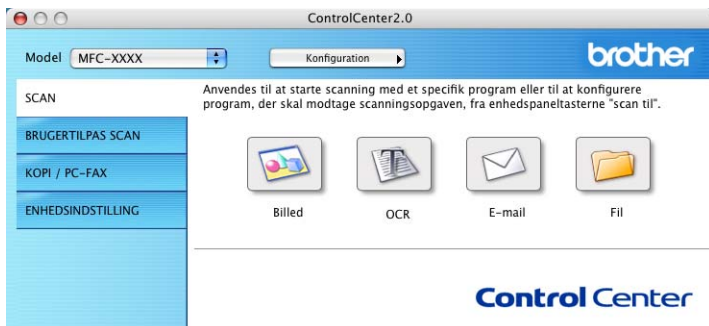 ControlCenter2.0
Model MFC-XXXX Konfiguration brother
SCAN
BRUGERTILPAS SCAN
KOPI / PC-FAX
ENHEDSINDSTILLING
Anvendes til at starte scanning med et specifik program eller til at konfigurere
program, der skal modtage scanningsopgaven, fra enhedspaneltasterne "scan til".
Billed OCR E-mail Fil
Control Center